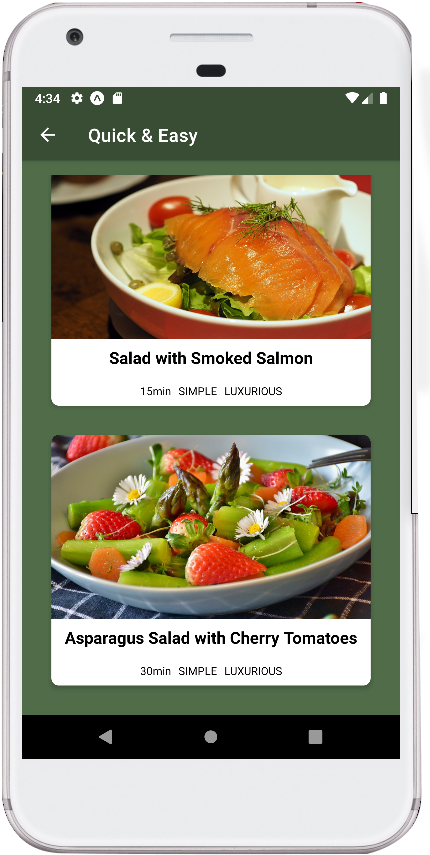 4:34
Quick & Easy
Salad with Smoked Salmon
15min SIMPLE LUXURIOUS
Asparagus Salad with Cherry Tomatoes
30min SIMPLE LUXURIOUS